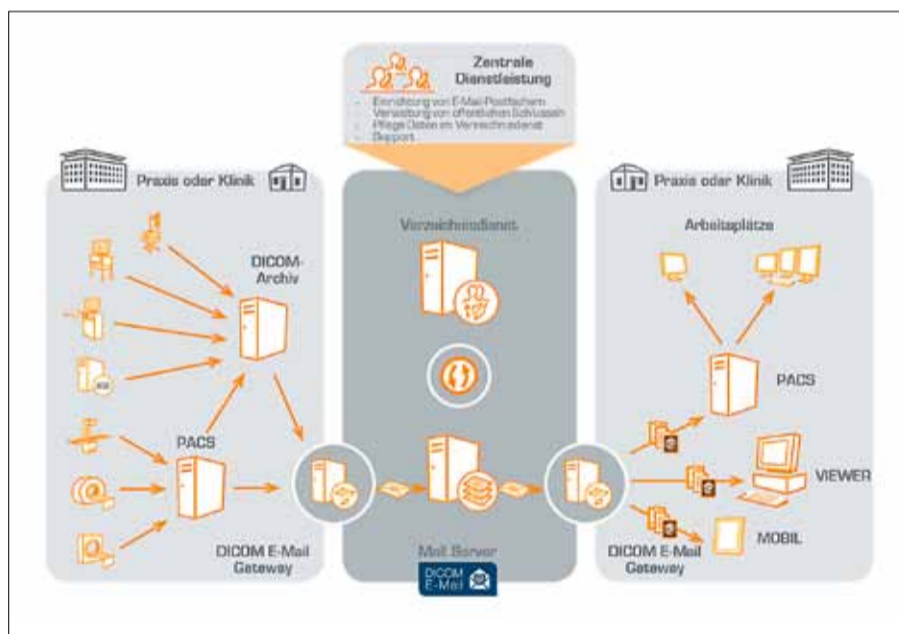 Zentrale
Dienstleistung
- Einrichtung von E-Mail-Postfächern
- Verwaltung von öffentlichen Schlüsseln
- Pflege Daten im Verzeichnisdienst
- Support
Praxis oder Klinik
DICOM-
Archiv
PACS
DICOM E-Mail
Gateway
Verzeichnisdienst
Mail Server
DICOM
E-Mail
Praxis oder Klinik
Arbeitsplätze
PACS
VIEWER
MOBIL
DICOM E-Mail
Gateway